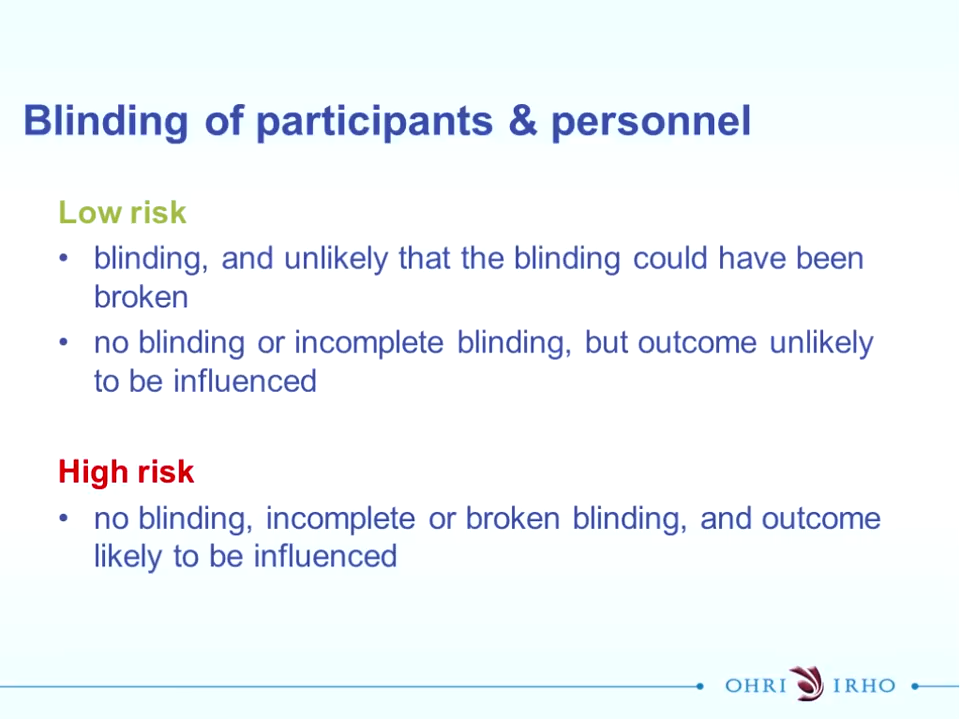 Blinding of participants & personnel
Low risk
• blinding, and unlikely that the blinding could have been
broken
• no blinding or incomplete blinding, but outcome unlikely
to be influenced
High risk
• no blinding, incomplete or broken blinding, and outcome
likely to be influenced
OHRI IRHO